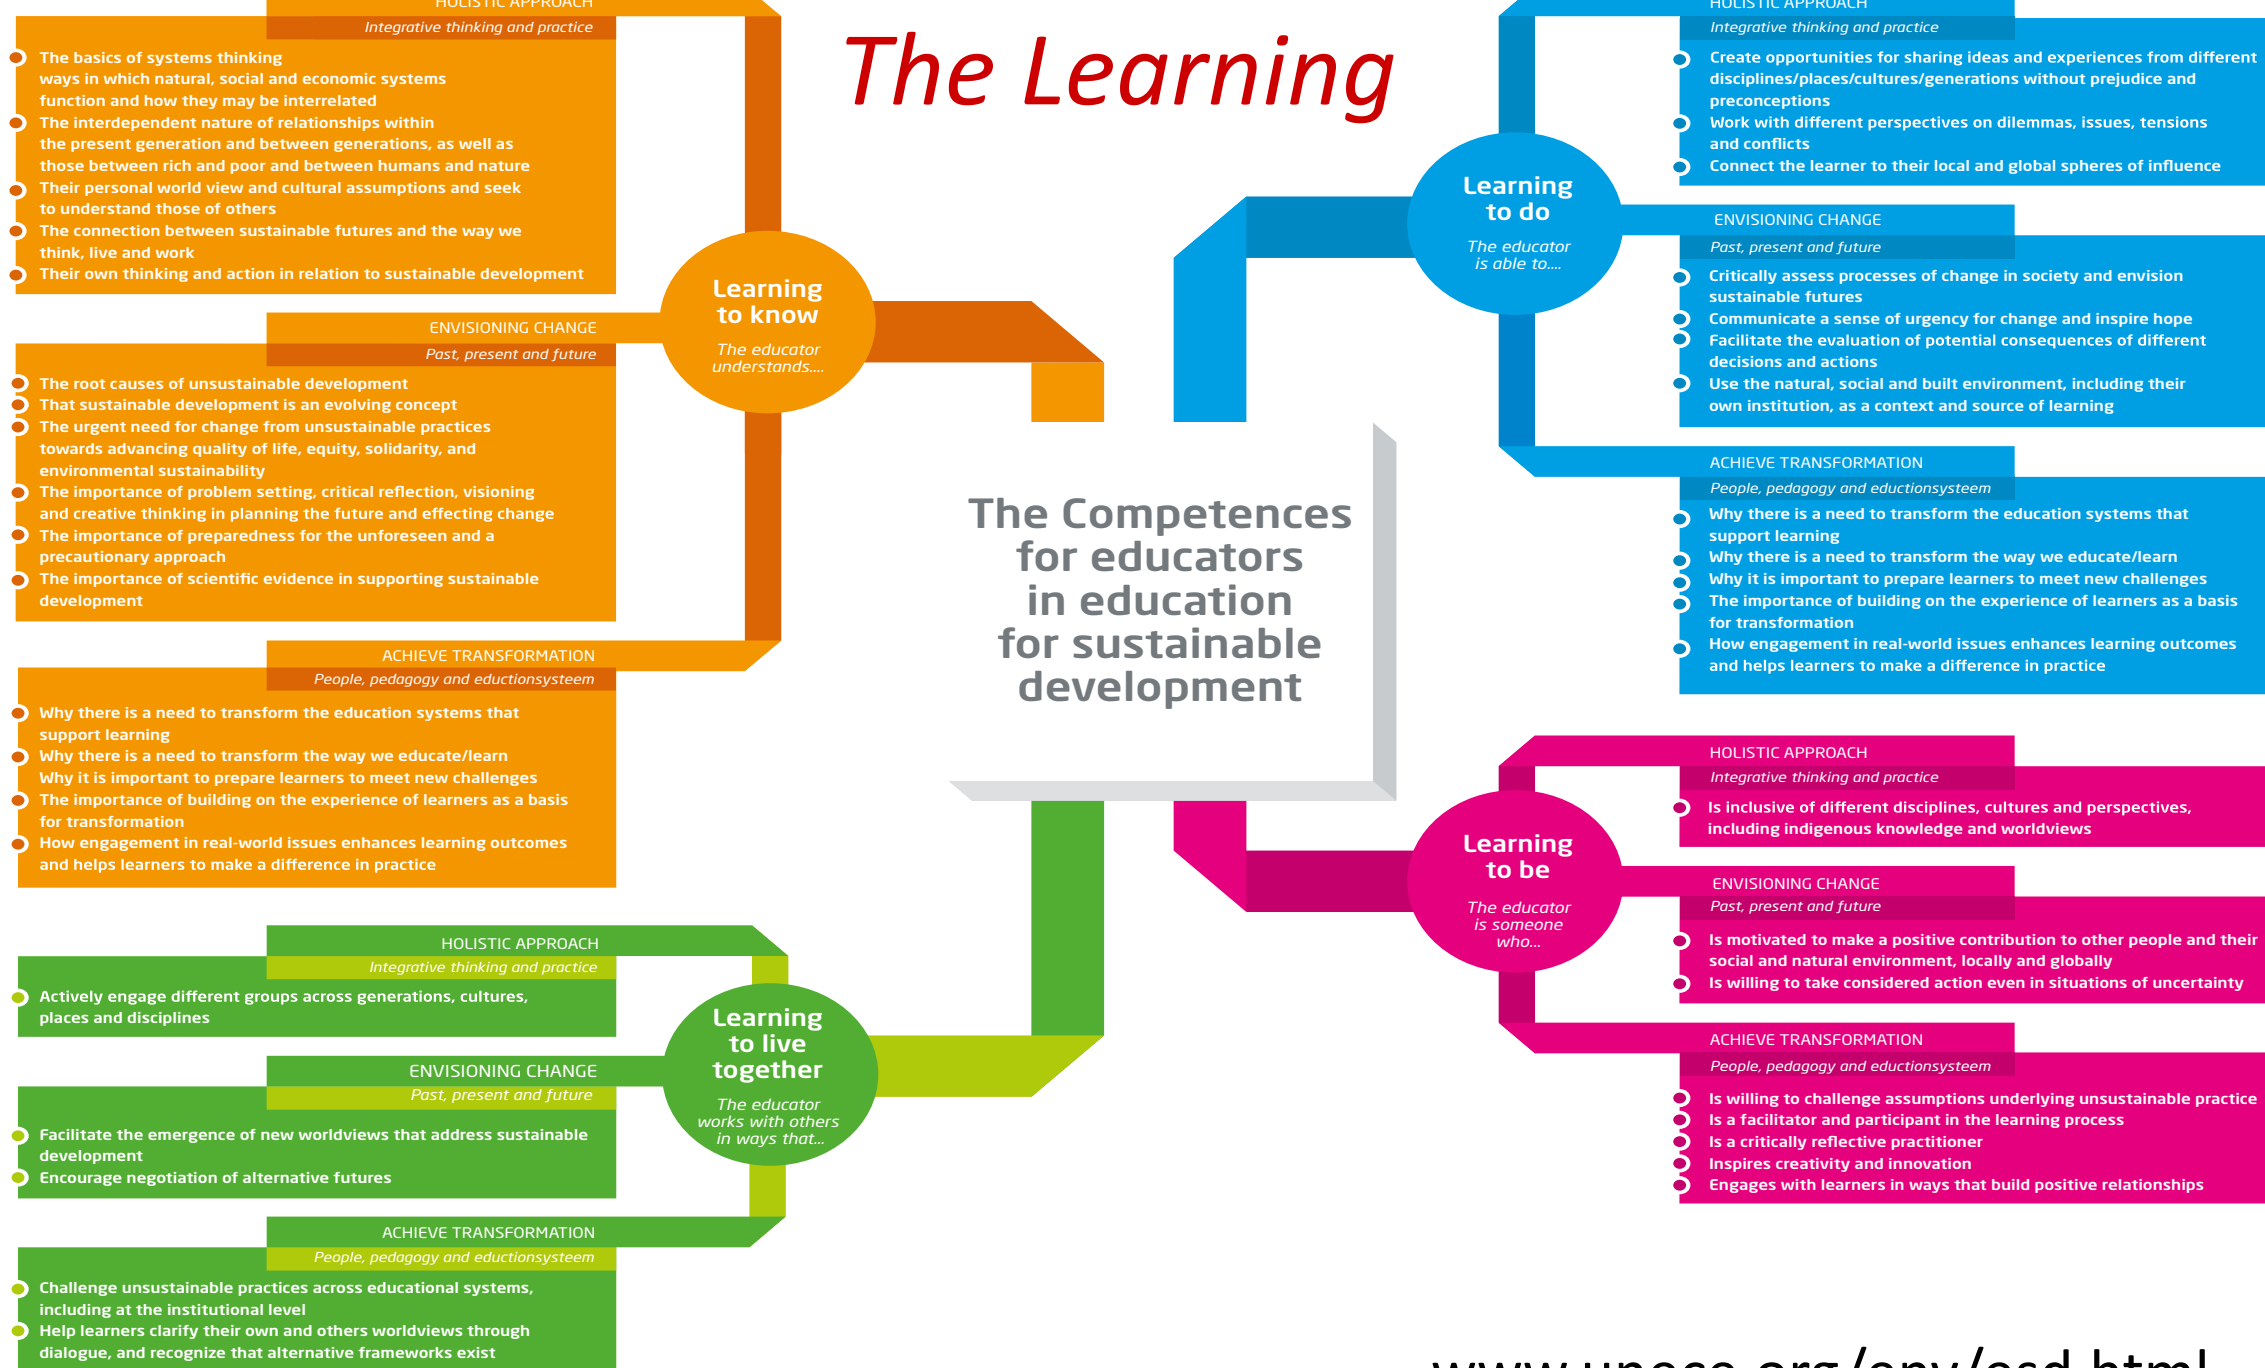 The Learning
HOLISTIC APPROACH
Integrative thinking and practice
The basics of systems thinking
ways in which natural, social and economic systems
function and how they may be interrelated
The interdependent nature of relationships within
the present generation and between generations, as well as
those between rich and poor and between humans and nature
Their personal world view and cultural assumptions and seek
to understand those of others
The connection between sustainable futures and the way we
think, live and work
Their own thinking and action in relation to sustainable development
Learning
to know
The educator
understands....
ENVISIONING CHANGE
Past, present and future
The root causes of unsustainable development
That sustainable development is an evolving concept
The urgent need for change from unsustainable practices
towards advancing quality of life, equity, solidarity, and
environmental sustainability
The importance of problem setting, critical reflection, visioning
and creative thinking in planning the future and effecting change
The importance of preparedness for the unforeseen and a
precautionary approach
The importance of scientific evidence in supporting sustainable
development
ACHIEVE TRANSFORMATION
People, pedagogy and eductionsysteem
Why there is a need to transform the education systems that
support learning
Why there is a need to transform the way we educate/learn
Why it is important to prepare learners to meet new challenges
The importance of building on the experience of learners as a basis
for transformation
How engagement in real-world issues enhances learning outcomes
and helps learners to make a difference in practice
HOLISTIC APPROACH
Integrative thinking and practice
Actively engage different groups across generations, cultures,
places and disciplines
Learning
to live
together
The educator
works with others
in ways that...
ENVISIONING CHANGE
Past, present and future
Facilitate the emergence of new worldviews that address sustainable
development
Encourage negotiation of alternative futures
ACHIEVE TRANSFORMATION
People, pedagogy and eductionsysteem
Challenge unsustainable practices across educational systems,
including at the institutional level
Help learners clarify their own and others worldviews through
dialogue, and recognize that alternative frameworks exist
The Competences
for educators
in education
for sustainable
development
HOLISTIC APPROACH
Integrative thinking and practice
Create opportunities for sharing ideas and experiences from different
disciplines/places/cultures/generations without prejudice and
preconceptions
Work with different perspectives on dilemmas, issues, tensions
and conflicts
Connect the learner to their local and global spheres of influence
Learning
to do
The educator
is able to....
ENVISIONING CHANGE
Past, present and future
Critically assess processes of change in society and envision
sustainable futures
Communicate a sense of urgency for change and inspire hope
Facilitate the evaluation of potential consequences of different
decisions and actions
Use the natural, social and built environment, including their
own institution, as a context and source of learning
ACHIEVE TRANSFORMATION
People, pedagogy and eductionsysteem
Why there is a need to transform the education systems that
support learning
Why there is a need to transform the way we educate/learn
Why it is important to prepare learners to meet new challenges
The importance of building on the experience of learners as a basis
for transformation
How engagement in real-world issues enhances learning outcomes
and helps learners to make a difference in practice
HOLISTIC APPROACH
Integrative thinking and practice
Is inclusive of different disciplines, cultures and perspectives,
including indigenous knowledge and worldviews
Learning
to be
The educator
is someone
who...
ENVISIONING CHANGE
Past, present and future
Is motivated to make a positive contribution to other people and their
social and natural environment, locally and globally
Is willing to take considered action even in situations of uncertainty
ACHIEVE TRANSFORMATION
People, pedagogy and eductionsysteem
Is willing to challenge assumptions underlying unsustainable practice
Is a facilitator and participant in the learning process
Is a critically reflective practitioner
Inspires creativity and innovation
Engages with learners in ways that build positive relationships
www.unece.org/env/esd.html